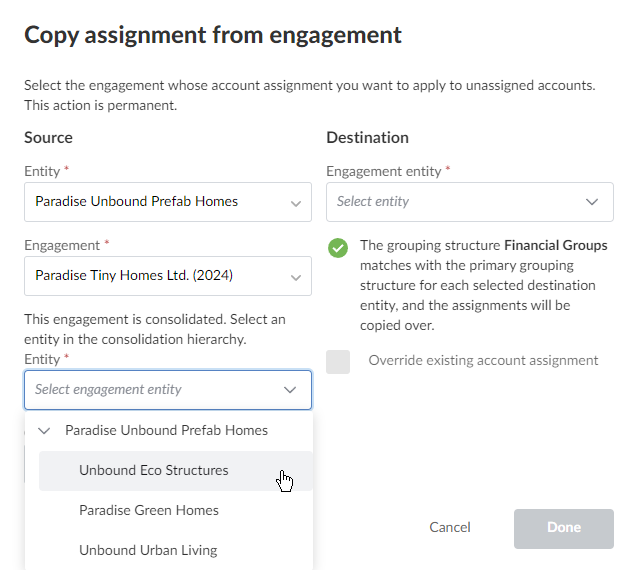 Copy assignment from engagement
Select the engagement whose account assignment you want to apply to unassigned accounts.
This action is permanent.
Source
Entity *
Paradise Unbound Prefab Homes
Engagement *
Paradise Tiny Homes Ltd. (2024)
This engagement is consolidated. Select an
entity in the consolidation hierarchy.
Entity *
Select engagement entity
Paradise Unbound Prefab Homes
Unbound Eco Structures
Paradise Green Homes
Unbound Urban Living
Destination
Engagement entity *
Select entity
The grouping structure Financial Groups
matches with the primary grouping
structure for each selected destination
entity, and the assignments will be
copied over.
Override existing account assignment
Cancel
Done